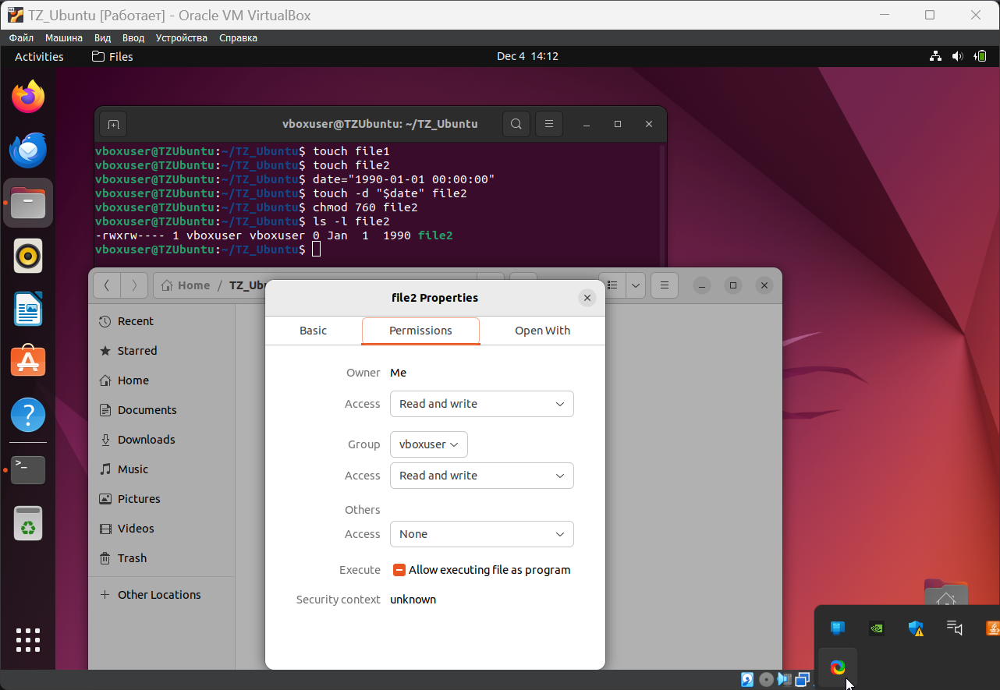 TZ_Ubuntu [Работает] - Oracle VM VirtualBox
Файл Машина Вид Ввод Устройства Справка
Activities Files Dec 4 14:12
vboxuser@TZUbuntu: ~/TZ_Ubuntu
vboxuser@TZUbuntu:~/TZ_Ubuntu$ touch file1
vboxuser@TZUbuntu:~/TZ_Ubuntu$ touch file2
vboxuser@TZUbuntu:~/TZ_Ubuntu$ date="1990-01-01 00:00:00"
vboxuser@TZUbuntu:~/TZ_Ubuntu$ touch -d "$date" file2
vboxuser@TZUbuntu:~/TZ_Ubuntu$ chmod 760 file2
vboxuser@TZUbuntu:~/TZ_Ubuntu$ ls -l file2
-rwxrw---- 1 vboxuser vboxuser 0 Jan  1  1990 file2
vboxuser@TZUbuntu:~/TZ_Ubuntu$
Home / TZ_Ub
Recent
Starred
Home
Documents
Downloads
Music
Pictures
Videos
Trash
Other Locations
file2 Properties
Basic Permissions Open With
Owner Me
Access Read and write
Group vboxuser
Access Read and write
Others
Access None
Execute Allow executing file as program
Security context unknown